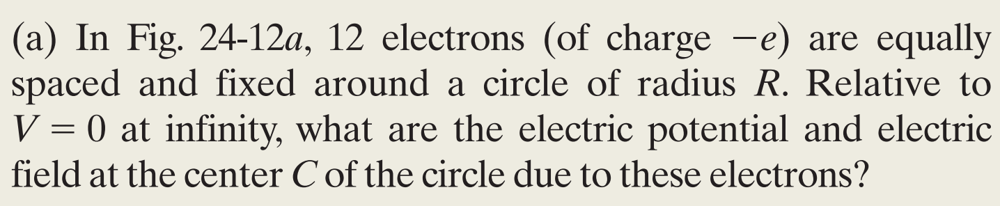 (a) In Fig. 24-12a, 12 electrons (of charge −e) are equally
spaced and fixed around a circle of radius R. Relative to
V = 0 at infinity, what are the electric potential and electric
field at the center C of the circle due to these electrons?